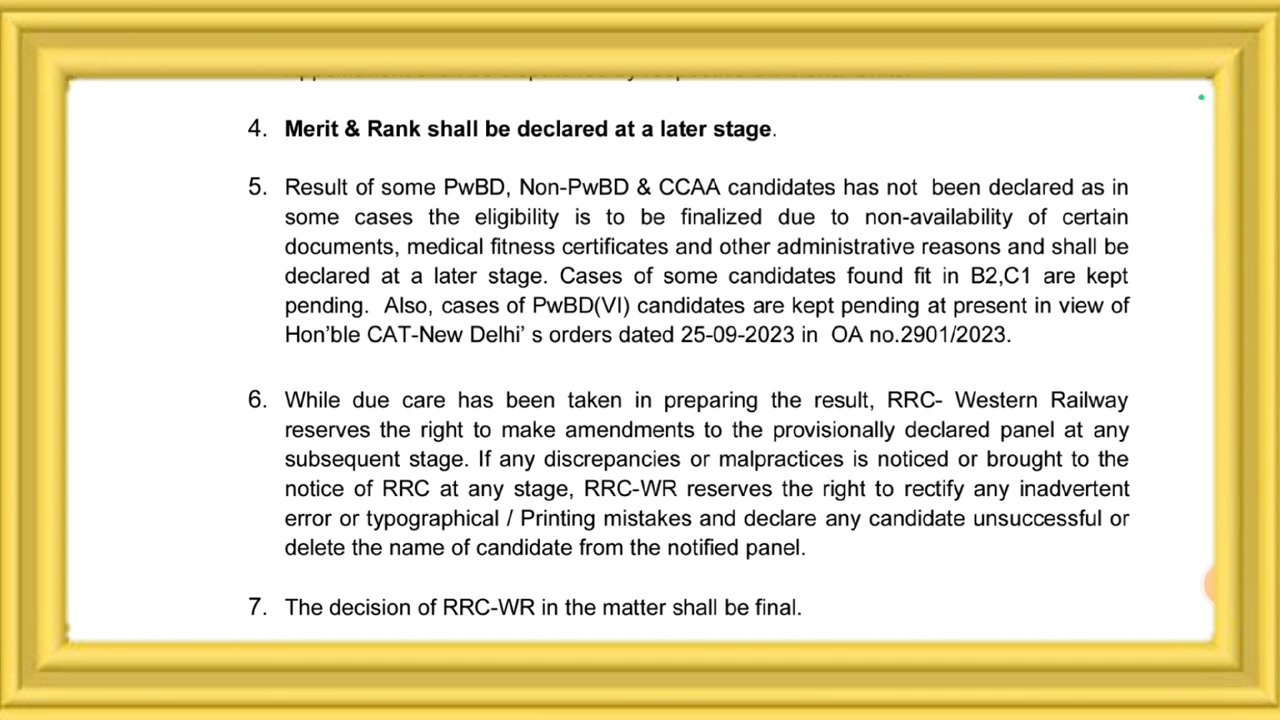 4. Merit & Rank shall be declared at a later stage.
5. Result of some PwBD, Non-PwBD & CCAA candidates has not been declared as in
some cases the eligibility is to be finalized due to non-availability of certain
documents, medical fitness certificates and other administrative reasons and shall be
declared at a later stage. Cases of some candidates found fit in B2,C1 are kept
pending. Also, cases of PwBD(VI) candidates are kept pending at present in view of
Hon’ble CAT-New Delhi’ s orders dated 25-09-2023 in OA no.2901/2023.
6. While due care has been taken in preparing the result, RRC- Western Railway
reserves the right to make amendments to the provisionally declared panel at any
subsequent stage. If any discrepancies or malpractices is noticed or brought to the
notice of RRC at any stage, RRC-WR reserves the right to rectify any inadvertent
error or typographical / Printing mistakes and declare any candidate unsuccessful or
delete the name of candidate from the notified panel.
7. The decision of RRC-WR in the matter shall be final.